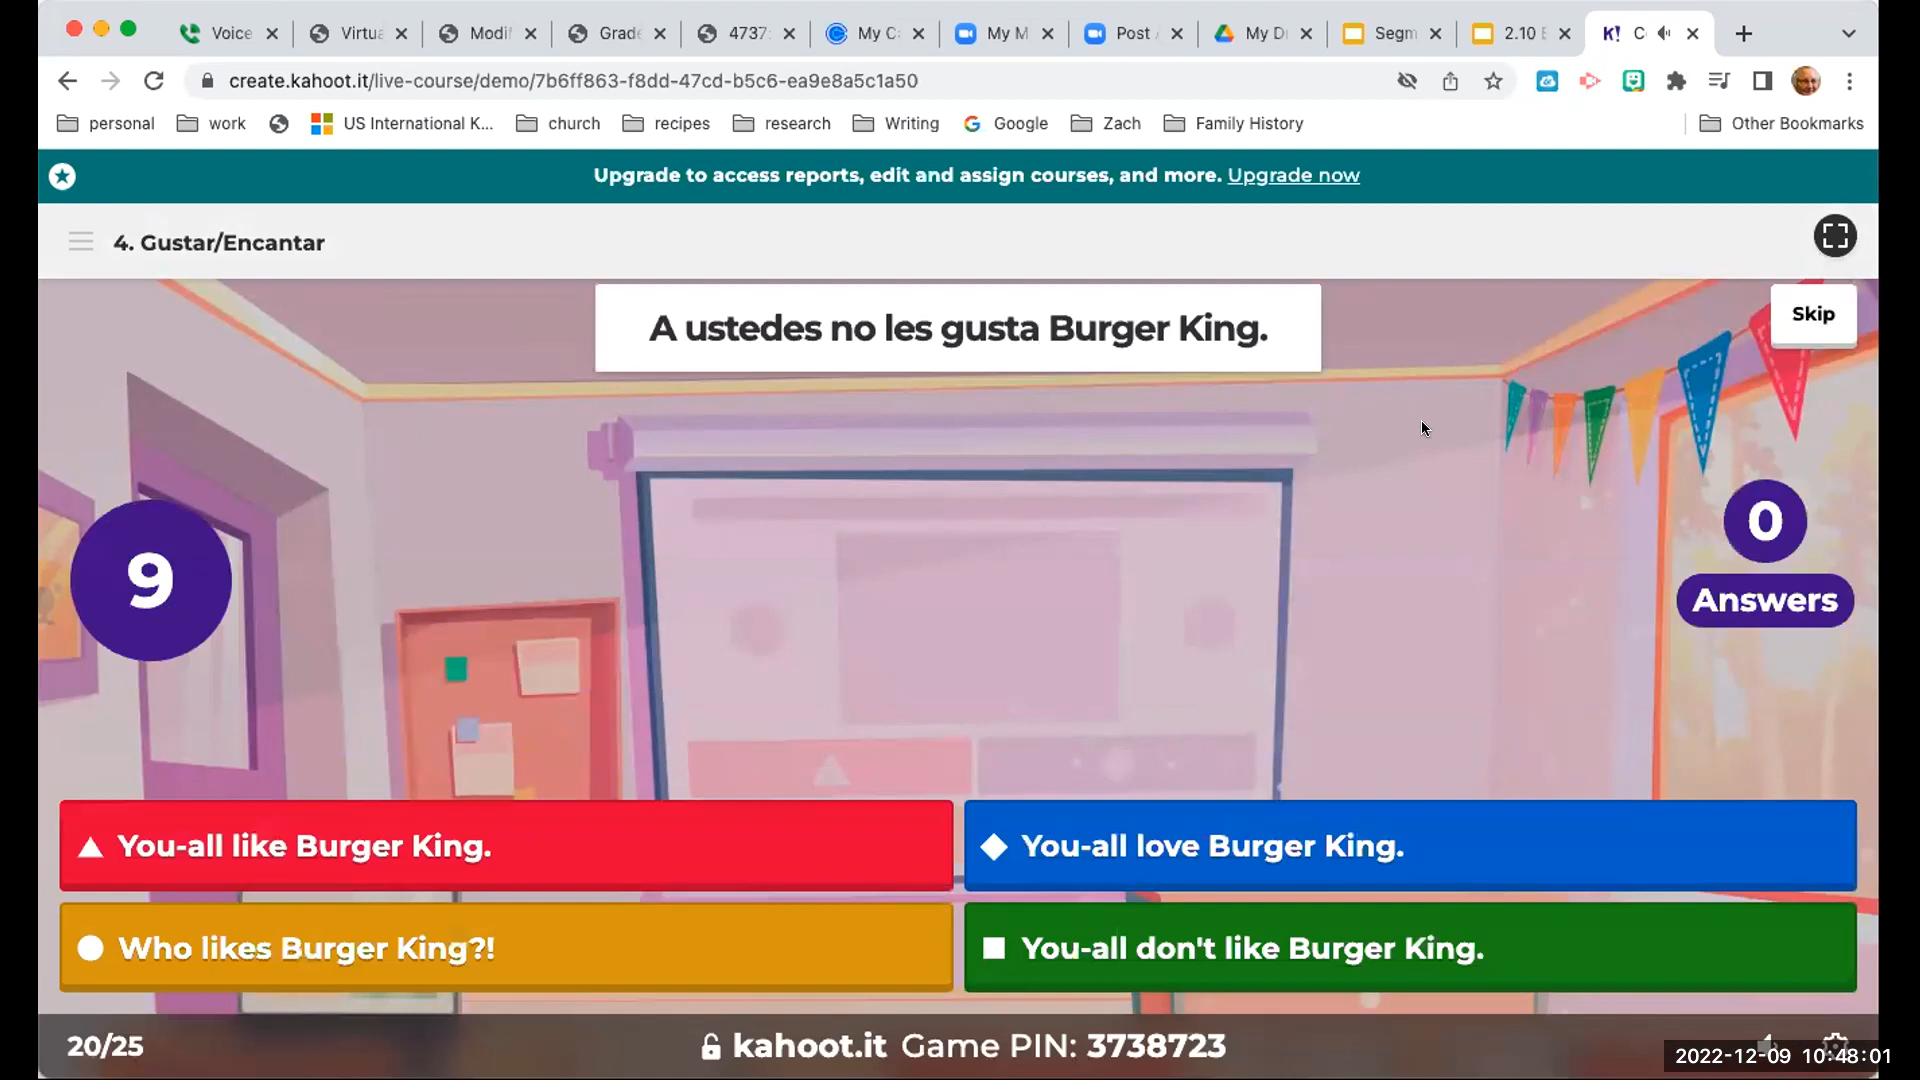 Voice
Virtua
Modif
Grade
4737:
My C
My M
Post
My D
Segm
2.10 E
K! C
create.kahoot.it/live-course/demo/7b6ff863-f8dd-47cd-b5c6-ea9e8a5c1a50
personal
work
US International K...
church
recipes
research
Writing
Google
Zach
Family History
Other Bookmarks
Upgrade to access reports, edit and assign courses, and more. Upgrade now
4. Gustar/Encantar
A ustedes no les gusta Burger King.
Skip
9
0
Answers
You-all like Burger King.
You-all love Burger King.
Who likes Burger King?!
You-all don't like Burger King.
20/25
kahoot.it Game PIN: 3738723
2022-12-09 10:48:01